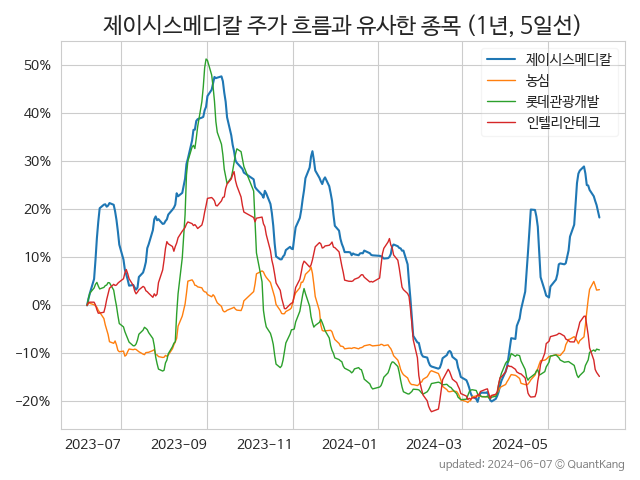 제이시스메디칼 주가 흐름과 유사한 종목 (1년, 5일선)
제이시스메디칼
농심
롯데관광개발
인텔리안테크
50%
40%
30%
20%
10%
0%
−10%
−20%
2023-07 2023-09 2023-11 2024-01 2024-03 2024-05
updated: 2024-06-07 © QuantKang